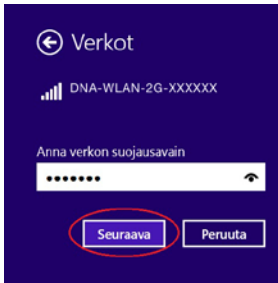 Verkot
DNA-WLAN-2G-XXXXXX
Anna verkon suojausavain
•••••••
Seuraava Peruuta